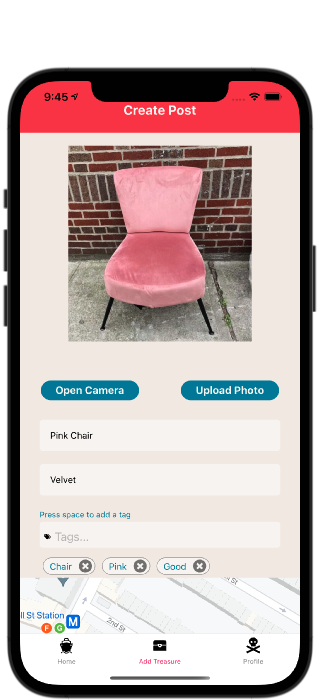 9:45
Create Post
Open Camera
Upload Photo
Pink Chair
Velvet
Press space to add a tag
Tags...
Chair
Pink
Good
ll St Station
F G M
2nd St
Home
Add Treasure
Profile